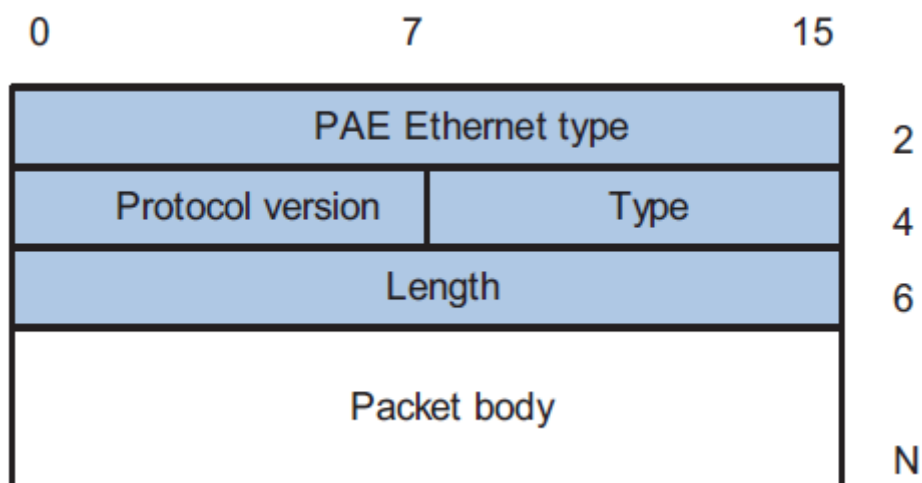 0 7 15
PAE Ethernet type 2
Protocol version Type 4
Length 6
Packet body
N